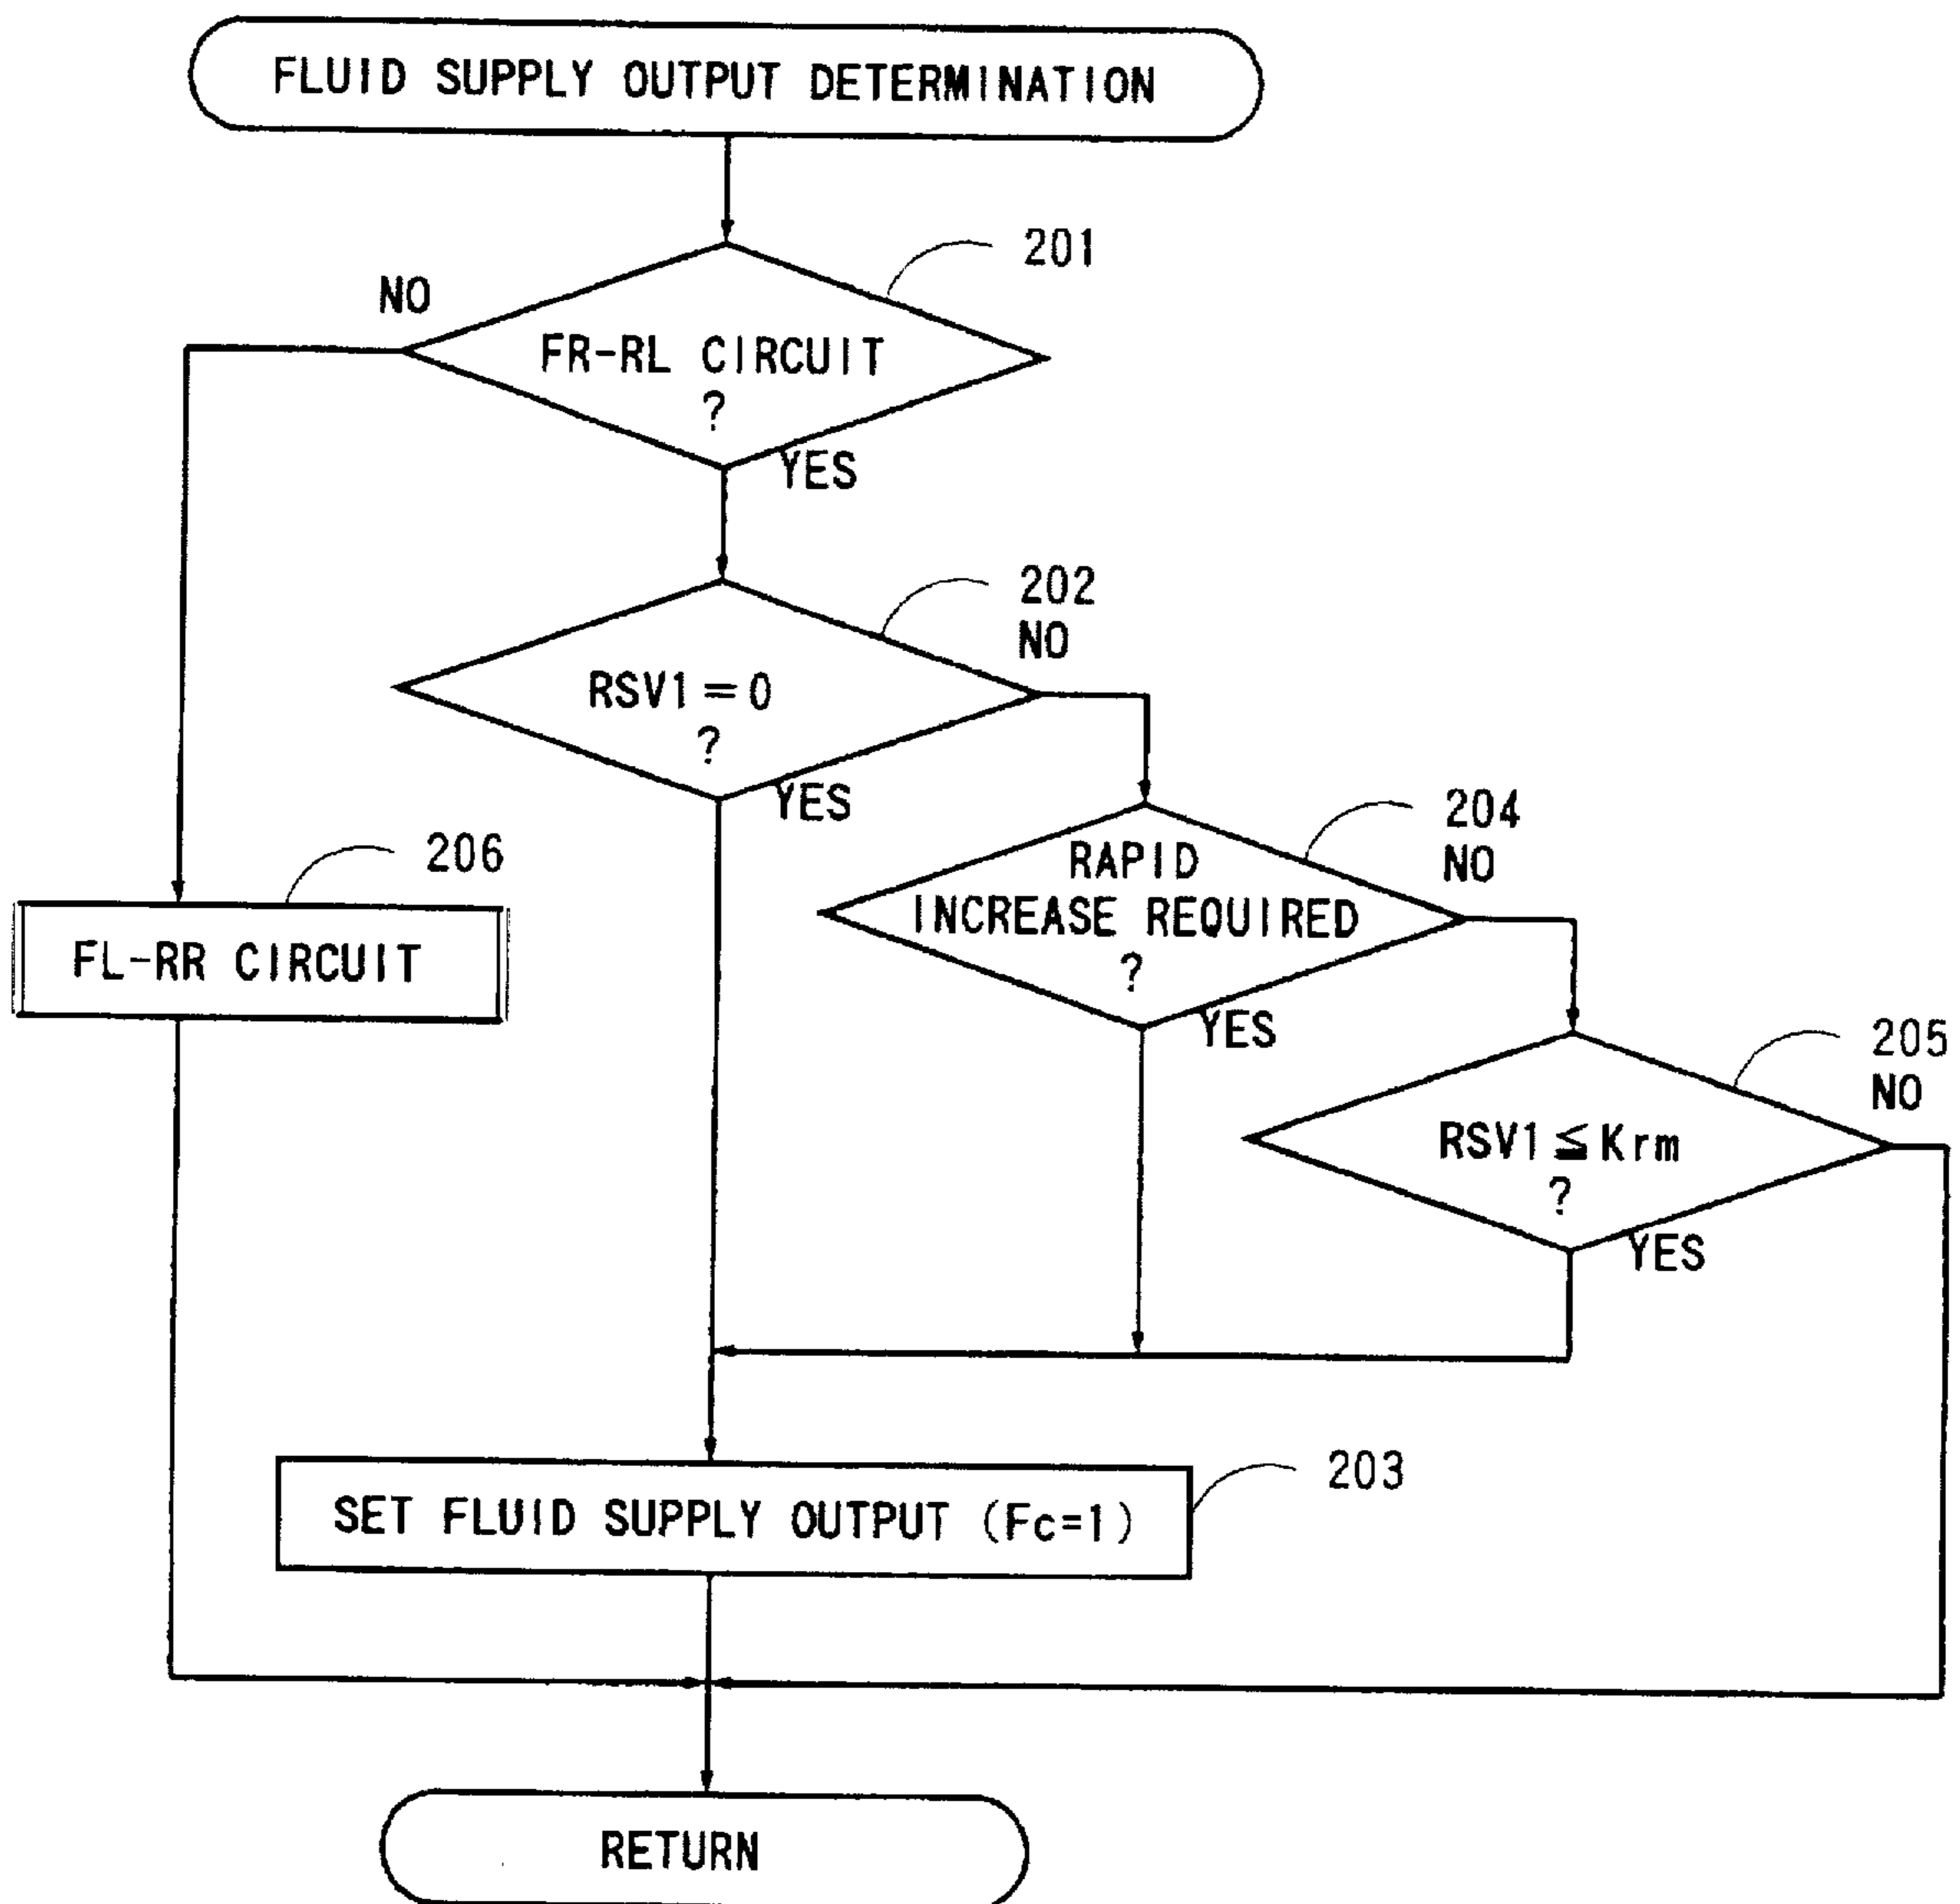 FLUID SUPPLY OUTPUT DETERMINATION
201
NO
FR-RL CIRCUIT
?
YES
202
NO
RSV1=0
?
YES
204
NO
RAPID
INCREASE REQUIRED
?
YES
206
FL-RR CIRCUIT
205
NO
RSV1≦Krm
?
YES
203
SET FLUID SUPPLY OUTPUT (Fc=1)
RETURN